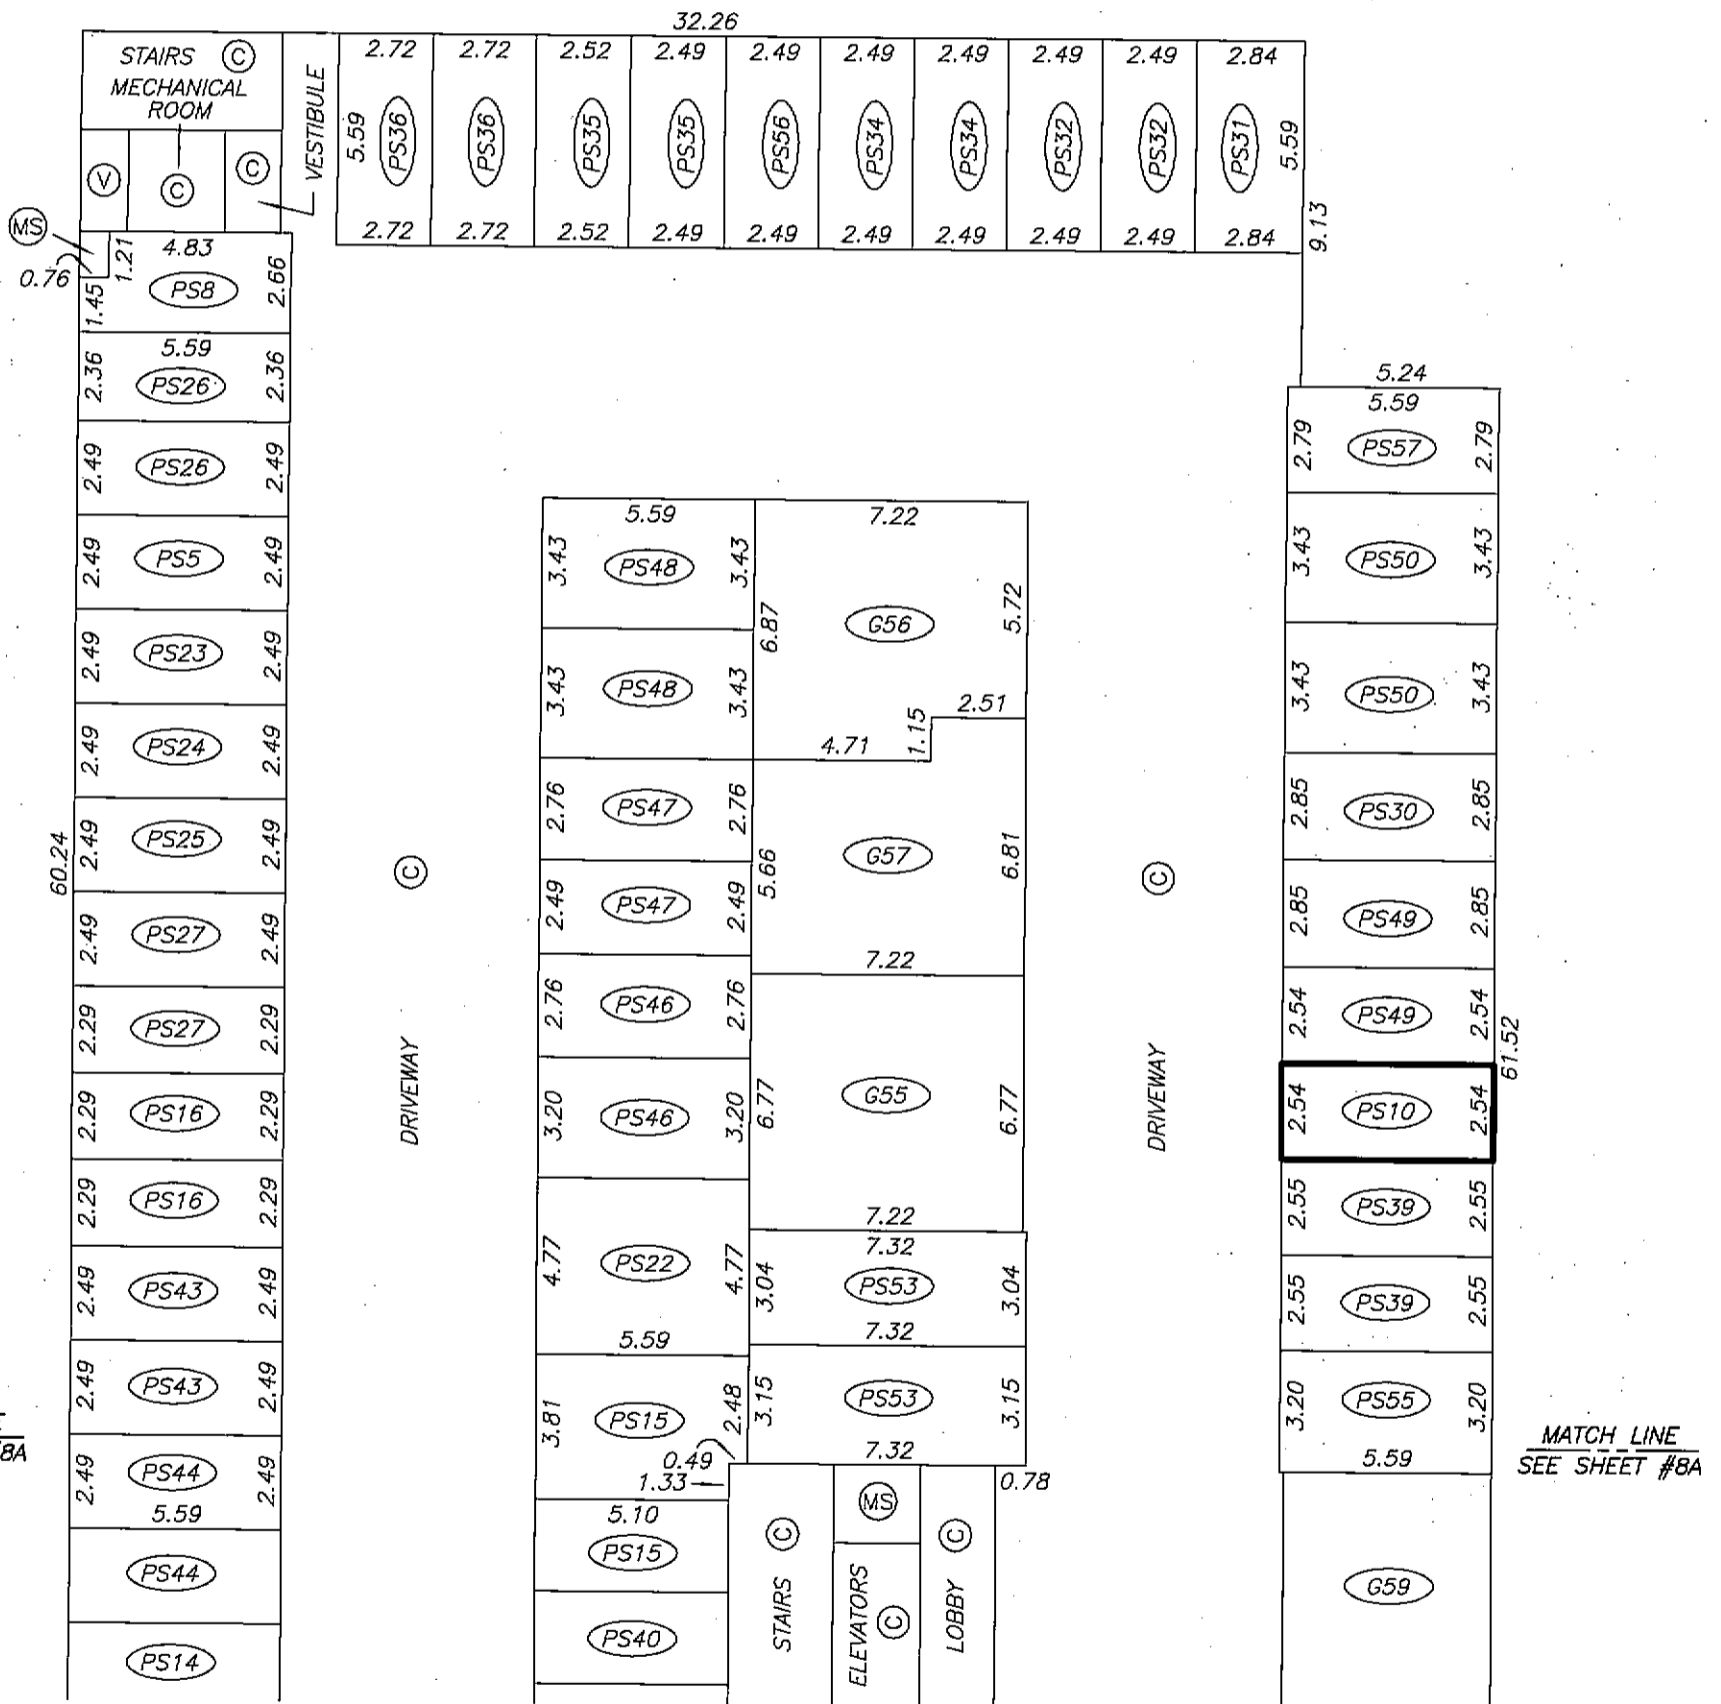 32.26
STAIRS C
MECHANICAL
ROOM
V
C
C
VESTIBULE
2.72 2.72 2.52 2.49 2.49 2.49 2.49 2.49 2.49 2.84
5.59 PS36 PS36 PS35 PS35 PS56 PS34 PS34 PS32 PS32 PS31 5.59
2.72 2.72 2.52 2.49 2.49 2.49 2.49 2.49 2.49 2.84
9.13
MS
0.76
1.21
4.83
1.45 PS8 2.66
5.59
2.36 PS26 2.36
2.49 PS26 2.49
2.49 PS5 2.49
2.49 PS23 2.49
2.49 PS24 2.49
2.49 PS25 2.49
60.24
2.49 PS27 2.49
2.29 PS27 2.29
2.29 PS16 2.29
2.29 PS16 2.29
2.49 PS43 2.49
2.49 PS43 2.49
2.49 PS44 2.49
5.59
PS44
PS14
8A
C
DRIVEWAY
5.59
3.43 PS48 3.43
3.43 PS48 3.43
2.76 PS47 2.76
2.49 PS47 2.49
2.76 PS46 2.76
3.20 PS46 3.20
4.77 PS22 4.77
5.59
3.81 PS15 2.48
0.49
1.33
5.10
PS15
PS40
7.22
6.87 G56 5.72
2.51
1.15
4.71
5.66 G57 6.81
7.22
6.77 G55 6.77
7.22
7.32
3.04 PS53 3.04
7.32
3.15 PS53 3.15
7.32
0.78
STAIRS C
MS
ELEVATORS C
LOBBY C
C
DRIVEWAY
5.24
5.59
2.79 PS57 2.79
3.43 PS50 3.43
3.43 PS50 3.43
2.85 PS30 2.85
2.85 PS49 2.85
2.54 PS49 2.54
61.52
2.54 PS10 2.54
2.55 PS39 2.55
2.55 PS39 2.55
3.20 PS55 3.20
5.59
G59
MATCH LINE
SEE SHEET #8A